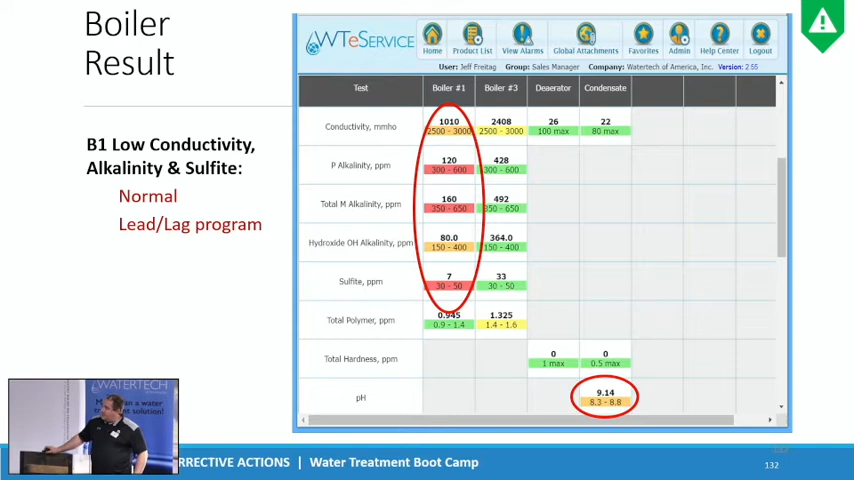 Boiler
Result
B1 Low Conductivity,
Alkalinity & Sulfite:
Normal
Lead/Lag program
WTeSERVICE
Home Product List View Alarms Global Attachments Favorites Admin Help Center Logout
User: Jeff Freitag Group: Sales Manager Company: Watertech of America, Inc. Version: 2.55
Test Boiler #1 Boiler #3 Deaerator Condensate
Conductivity, mmho 1010 2408 26 22
2500 - 3000 2500 - 3000 100 max 80 max
P Alkalinity, ppm 120 428
300 - 600 300 - 600
Total M Alkalinity, ppm 160 492
350 - 650 350 - 650
Hydroxide OH Alkalinity, ppm 80.0 364.0
150 - 400 150 - 400
Sulfite, ppm 7 33
30 - 50 30 - 50
Total Polymer, ppm 0.945 1.325
0.9 - 1.4 1.4 - 1.6
Total Hardness, ppm 0 0
1 max 0.5 max
pH 9.14
8.3 - 8.8
WATERTECH
RRECTIVE ACTIONS | Water Treatment Boot Camp
132